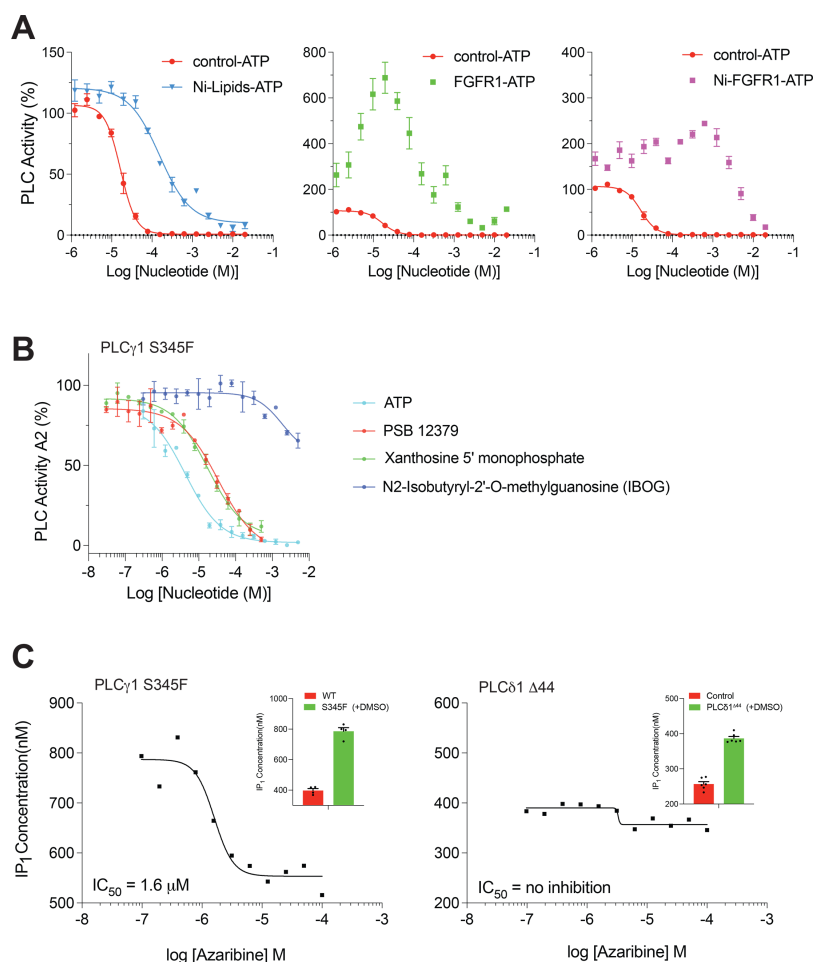 A
150
100
50
0
PLC Activity (%)
control-ATP
Ni-Lipids-ATP
-6 -5 -4 -3 -2 -1
Log [Nucleotide (M)]
800
600
400
200
0
control-ATP
FGFR1-ATP
-6 -5 -4 -3 -2 -1
Log [Nucleotide (M)]
400
300
200
100
0
control-ATP
Ni-FGFR1-ATP
-6 -5 -4 -3 -2 -1
Log [Nucleotide (M)]
B
PLCγ1 S345F
100
50
0
PLC Activity A2 (%)
-8 -7 -6 -5 -4 -3 -2
Log [Nucleotide (M)]
ATP
PSB 12379
Xanthosine 5' monophosphate
N2-Isobutyryl-2'-O-methylguanosine (IBOG)
C
PLCγ1 S345F
900
800
700
600
500
IP1 Concentration(nM)
WT
S345F (+DMSO)
1000
800
600
400
IP1 Concentration(nM)
IC50 = 1.6 μM
-8 -7 -6 -5 -4 -3
log [Azaribine] M
PLCδ1 Δ44
600
500
400
300
200
Control
PLCδ1Δ44 (+DMSO)
500
400
300
200
IP1 Concentration(nM)
IC50 = no inhibition
-8 -7 -6 -5 -4 -3
log [Azaribine] M